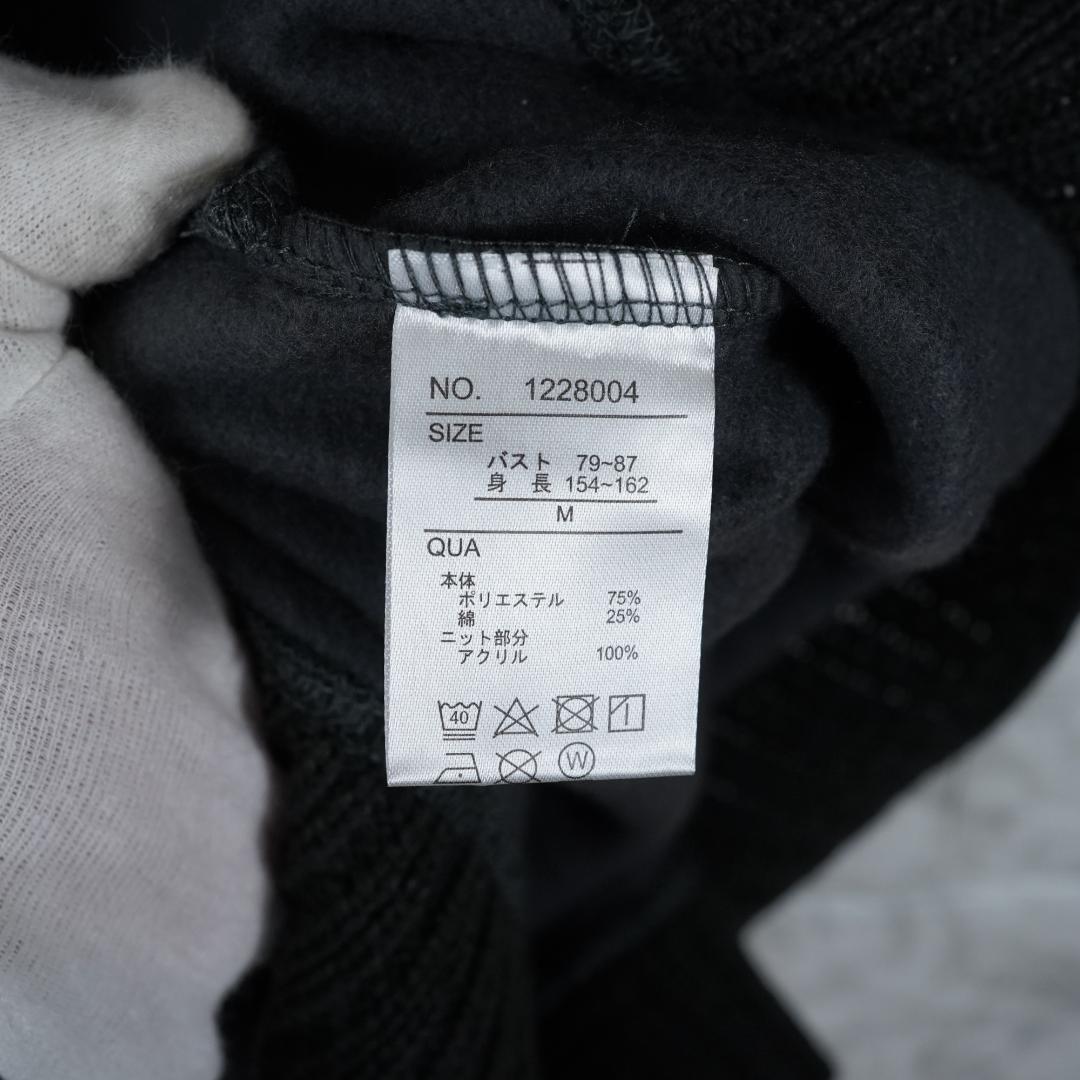 NO. 1228004
SIZE
バスト 79~87
身 長 154~162
M
QUA
本体
ポリエステル 75%
綿 25%
ニット部分
アクリル 100%
40
W